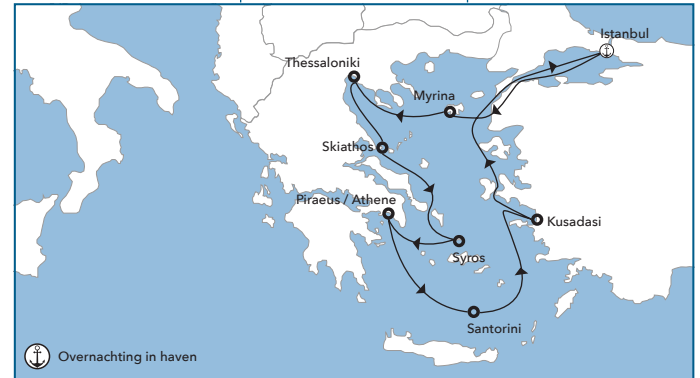 Istanbul
Thessaloniki
Myrina
Skiathos
Piraeus / Athene
Kusadasi
Syros
Santorini
Overnachting in haven